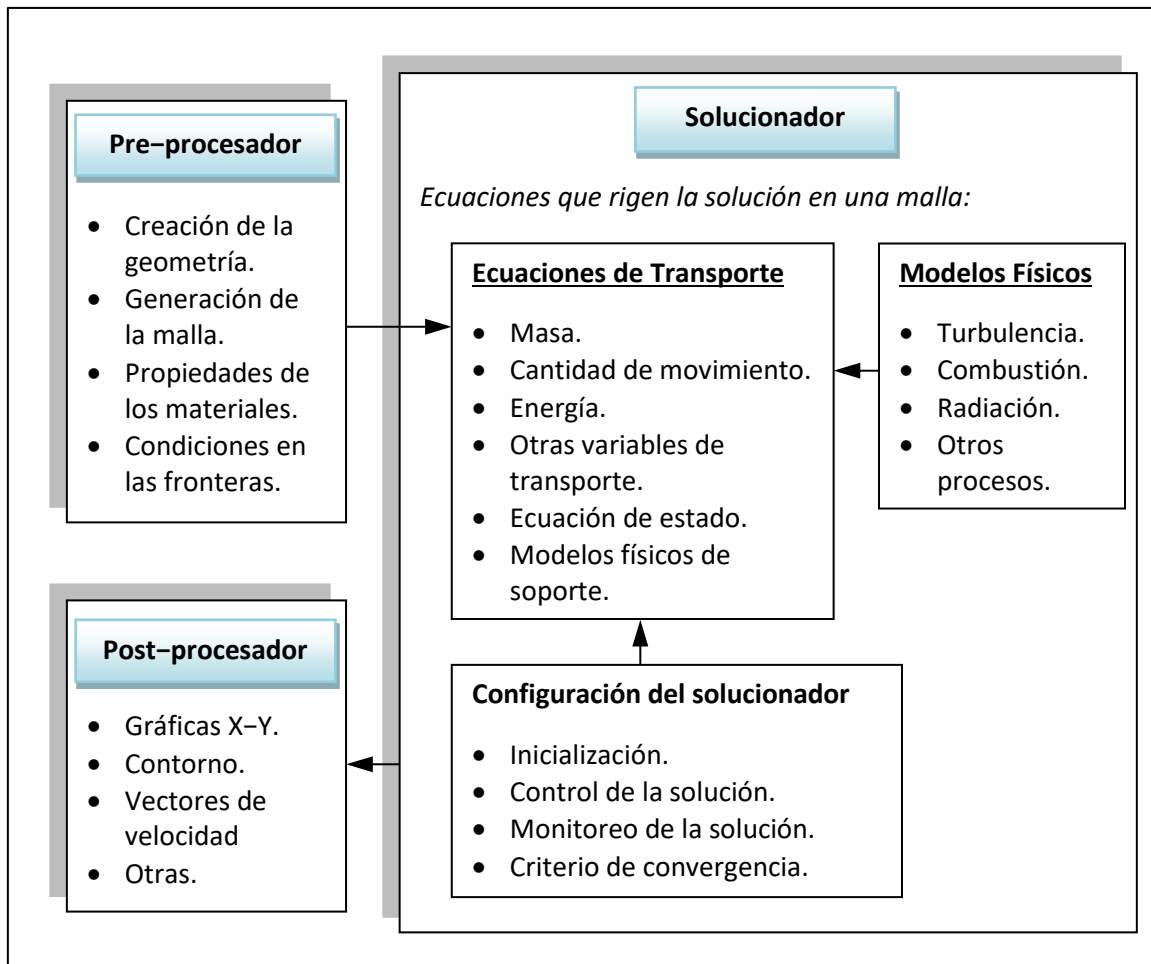 Pre−procesador
• Creación de la
geometría.
• Generación de
la malla.
• Propiedades de
los materiales.
• Condiciones en
las fronteras.
Solucionador
Ecuaciones que rigen la solución en una malla:
Ecuaciones de Transporte
• Masa.
• Cantidad de movimiento.
• Energía.
• Otras variables de
transporte.
• Ecuación de estado.
• Modelos físicos de
soporte.
Modelos Físicos
• Turbulencia.
• Combustión.
• Radiación.
• Otros
procesos.
Configuración del solucionador
• Inicialización.
• Control de la solución.
• Monitoreo de la solución.
• Criterio de convergencia.
Post−procesador
• Gráficas X−Y.
• Contorno.
• Vectores de
velocidad
• Otras.